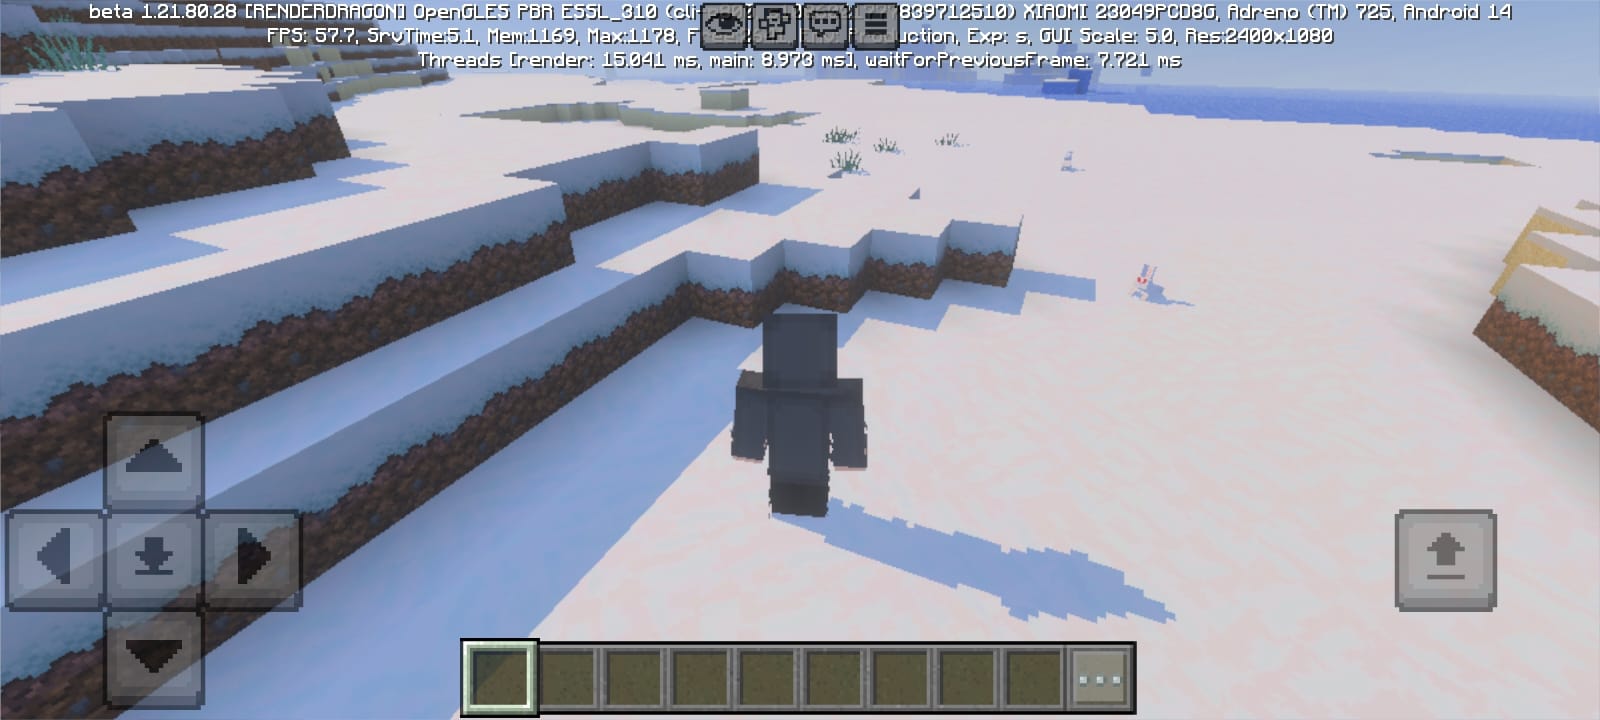 beta 1.21.80.28 [RENDERDRAGON] OpenGLES PBR ESSL_310 839712510) XIAOMI 23049PCD8G, Adreno (TM) 725, Android 14
FPS: 57.7, SrvTime:5.1, Mem:1169, Max:1178, Exp: s, GUI Scale: 5.0, Res:2400x1080
Threads [render: 15.041 ms, main: 8.973 ms], waitForPreviousFrame: 7.721 ms